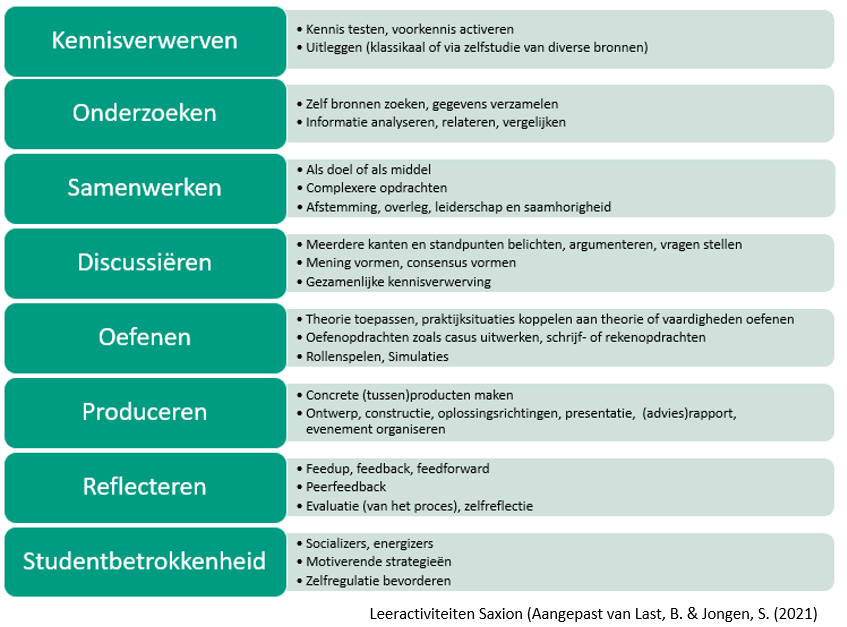 Kennisverwerven
• Kennis testen, voorkennis activeren
• Uitleggen (klassikaal of via zelfstudie van diverse bronnen)
Onderzoeken
• Zelf bronnen zoeken, gegevens verzamelen
• Informatie analyseren, relateren, vergelijken
Samenwerken
• Als doel of als middel
• Complexere opdrachten
• Afstemming, overleg, leiderschap en saamhorigheid
Discussiëren
• Meerdere kanten en standpunten belichten, argumenteren, vragen stellen
• Mening vormen, consensus vormen
• Gezamenlijke kennisverwerving
Oefenen
• Theorie toepassen, praktijksituaties koppelen aan theorie of vaardigheden oefenen
• Oefenopdrachten zoals casus uitwerken, schrijf- of rekenopdrachten
• Rollenspelen, Simulaties
Produceren
• Concrete (tussen)producten maken
• Ontwerp, constructie, oplossingsrichtingen, presentatie, (advies)rapport,
evenement organiseren
Reflecteren
• Feedup, feedback, feedforward
• Peerfeedback
• Evaluatie (van het proces), zelfreflectie
Studentbetrokkenheid
• Socializers, energizers
• Motiverende strategieën
• Zelfregulatie bevorderen
Leeractiviteiten Saxion (Aangepast van Last, B. & Jongen, S. (2021)